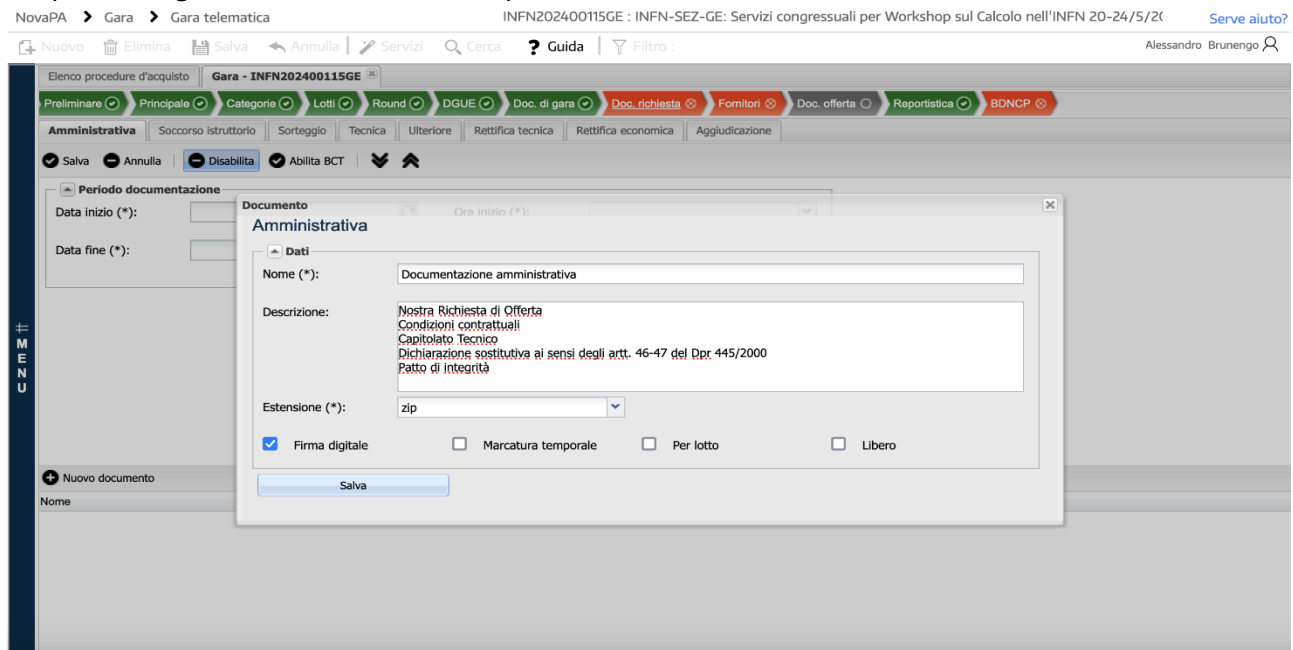 NovaPA > Gara > Gara telematica INFN202400115GE : INFN-SEZ-GE: Servizi congressuali per Workshop sul Calcolo nell'INFN 20-24/5/2( Serve aiuto?
Nuovo Elimina Salva Annulla Servizi Cerca ? Guida Filtro : Alessandro Brunengo
Elenco procedure d'acquisto Gara - INFN202400115GE
Preliminare Principale Categorie Lotti Round DGUE Doc. di gara Doc. richiesta Fornitori Doc. offerta Reportistica BDNCP
Amministrativa Soccorso istruttorio Sorteggio Tecnica Ulteriore Rettifica tecnica Rettifica economica Aggiudicazione
Salva Annulla Disabilita Abilita BCT
Periodo documentazione
Data inizio (*): Ora inizio (*):
Data fine (*):
Documento
Amministrativa
Dati
Nome (*): Documentazione amministrativa
Descrizione: Nostra Richiesta di Offerta
Condizioni contrattuali
Capitolato Tecnico
Dichiarazione sostitutiva ai sensi degli artt. 46-47 del Dpr 445/2000
Patto di integrità
Estensione (*): zip
Firma digitale Marcatura temporale Per lotto Libero
Salva
MENU
Nuovo documento
Nome